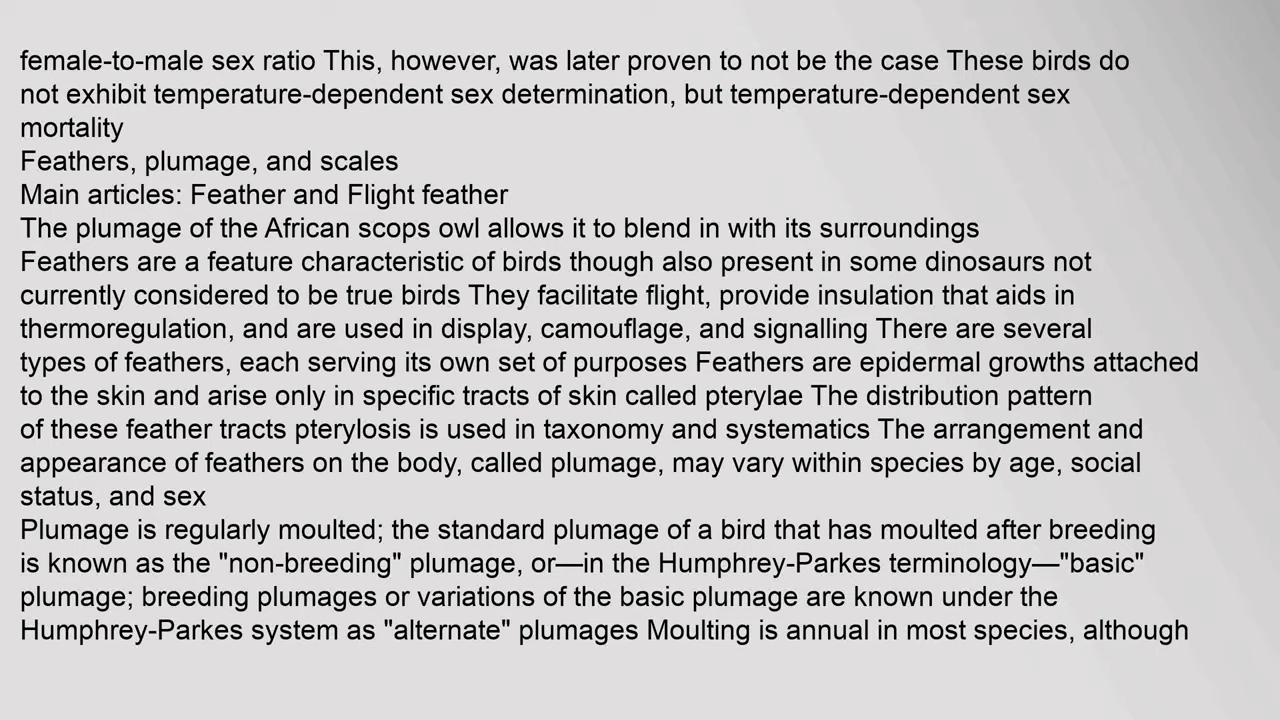 female-to-male sex ratio This, however, was later proven to not be the case These birds do
not exhibit temperature-dependent sex determination, but temperature-dependent sex
mortality
Feathers, plumage, and scales
Main articles: Feather and Flight feather
The plumage of the African scops owl allows it to blend in with its surroundings
Feathers are a feature characteristic of birds though also present in some dinosaurs not
currently considered to be true birds They facilitate flight, provide insulation that aids in
thermoregulation, and are used in display, camouflage, and signalling There are several
types of feathers, each serving its own set of purposes Feathers are epidermal growths attached
to the skin and arise only in specific tracts of skin called pterylae The distribution pattern
of these feather tracts pterylosis is used in taxonomy and systematics The arrangement and
appearance of feathers on the body, called plumage, may vary within species by age, social
status, and sex
Plumage is regularly moulted; the standard plumage of a bird that has moulted after breeding
is known as the "non-breeding" plumage, or—in the Humphrey-Parkes terminology—"basic"
plumage; breeding plumages or variations of the basic plumage are known under the
Humphrey-Parkes system as "alternate" plumages Moulting is annual in most species, although